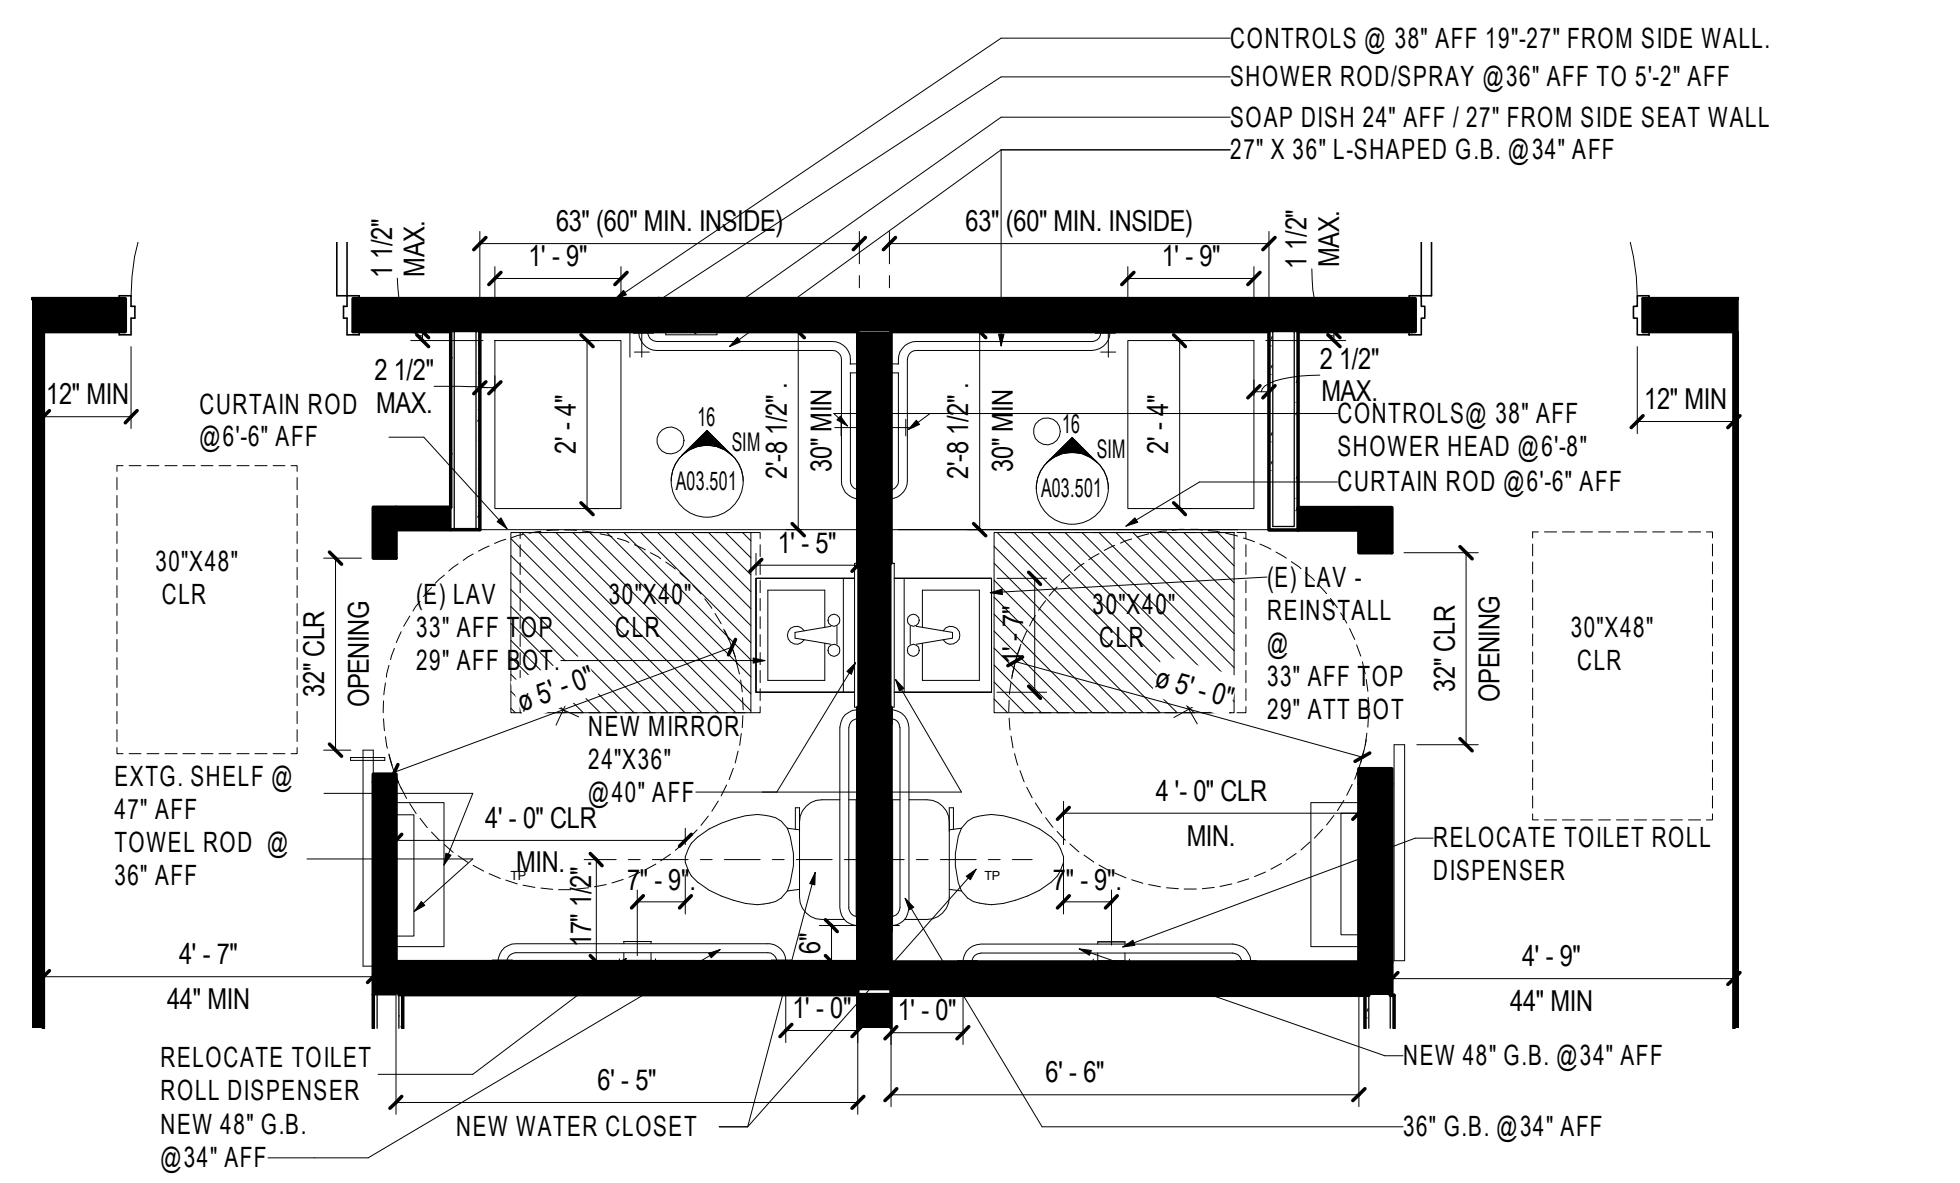 CONTROLS @ 38" AFF 19"-27" FROM SIDE WALL.
SHOWER ROD/SPRAY @36" AFF TO 5'-2" AFF
SOAP DISH 24" AFF / 27" FROM SIDE SEAT WALL
27" X 36" L-SHAPED G.B. @34" AFF
1 1/2"
MAX.
63" (60" MIN. INSIDE)
63" (60" MIN. INSIDE)
1 1/2"
MAX.
1' - 9"
1' - 9"
12" MIN
2 1/2"
MAX.
2 1/2"
MAX.
12" MIN
CURTAIN ROD
@6'-6" AFF
2' - 4"
16
SIM
A03.501
2'-8 1/2" .
30" MIN
2'-8 1/2" .
30" MIN
16
SIM
A03.501
2' - 4"
CONTROLS@ 38" AFF
SHOWER HEAD @6'-8"
CURTAIN ROD @6'-6" AFF
30"X48"
CLR
32" CLR
OPENING
(E) LAV
33" AFF TOP
29" AFF BOT.
30"X40"
CLR
1' - 5"
1' - 7"
30"X40"
CLR
(E) LAV -
REINSTALL
@
33" AFF TOP
29" ATT BOT
32" CLR
OPENING
30"X48"
CLR
ø 5' - 0"
ø 5' - 0"
NEW MIRROR
24"X36"
@40" AFF
EXTG. SHELF @
47" AFF
TOWEL ROD @
36" AFF
4' - 0" CLR
MIN.
4 '- 0" CLR
MIN.
RELOCATE TOILET ROLL
DISPENSER
TP
17" 1/2" .
7" - 9".
6"
TP
7" - 9".
4' - 7"
44" MIN
4' - 9"
44" MIN
1' - 0"
1' - 0"
RELOCATE TOILET
ROLL DISPENSER
NEW 48" G.B.
@34" AFF
6' - 5"
6' - 6"
NEW 48" G.B. @34" AFF
NEW WATER CLOSET
36" G.B. @34" AFF